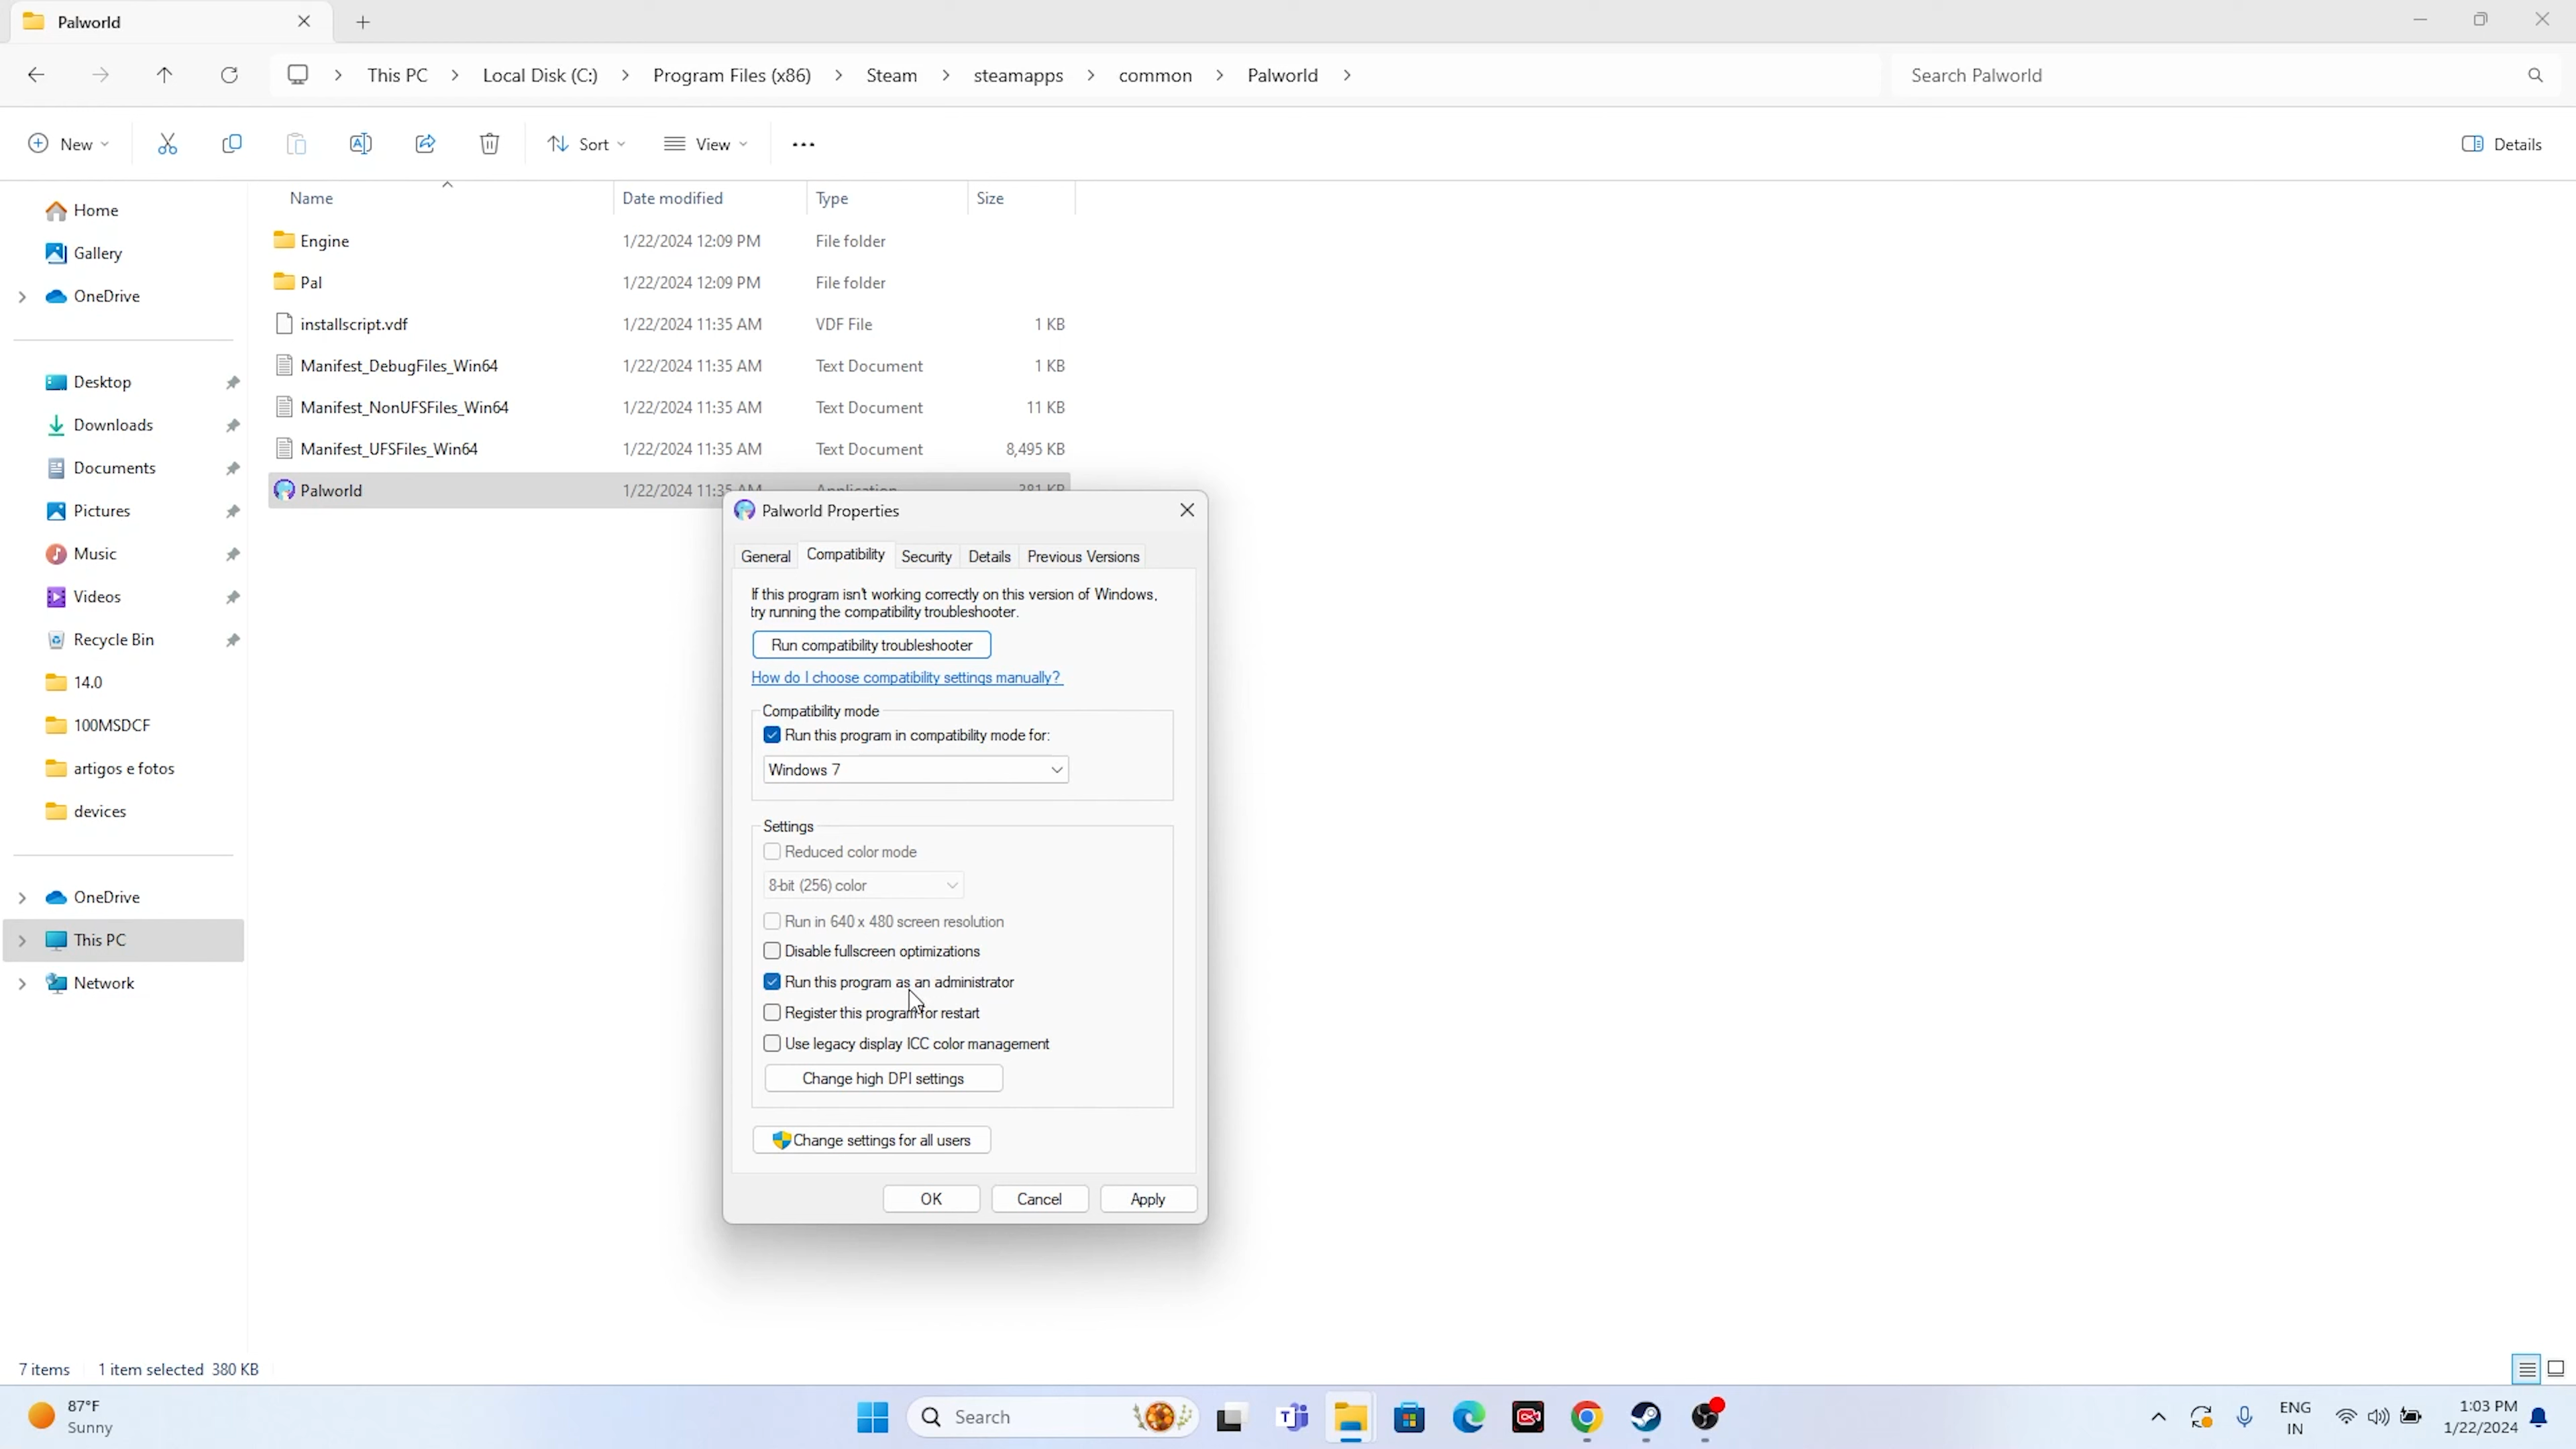 Palworld
This PC
Local Disk (C:)
Program Files (x86)
Steam
steamapps
common
Palworld
Search Palworld
New
Sort
View
Details
Name
Date modified
Type
Size
Home
Gallery
OneDrive
Desktop
Downloads
Documents
Pictures
Music
Videos
Recycle Bin
14.0
100MSDCF
artigos e fotos
devices
OneDrive
This PC
Network
Engine 1/22/2024 12:09 PM File folder
Pal 1/22/2024 12:09 PM File folder
installscript.vdf 1/22/2024 11:35 AM VDF File 1 KB
Manifest_DebugFiles_Win64 1/22/2024 11:35 AM Text Document 1 KB
Manifest_NonUFSFiles_Win64 1/22/2024 11:35 AM Text Document 11 KB
Manifest_UFSFiles_Win64 1/22/2024 11:35 AM Text Document 8,495 KB
Palworld 1/22/2024 11:35 Application 381 KB
Palworld Properties
General
Compatibility
Security
Details
Previous Versions
If this program isn't working correctly on this version of Windows,
try running the compatibility troubleshooter.
Run compatibility troubleshooter
How do I choose compatibility settings manually?
Compatibility mode
Run this program in compatibility mode for:
Windows 7
Settings
Reduced color mode
8-bit (256) color
Run in 640 x 480 screen resolution
Disable fullscreen optimizations
Run this program as an administrator
Register this program for restart
Use legacy display ICC color management
Change high DPI settings
Change settings for all users
OK
Cancel
Apply
7 items
1 item selected 380 KB
87°F
Sunny
Search
ENG
IN
1:03 PM
1/22/2024